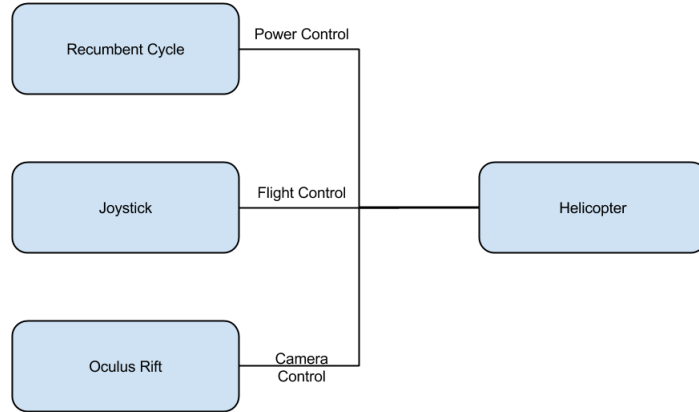 Recumbent Cycle
Power Control
Joystick
Flight Control
Helicopter
Oculus Rift
Camera
Control